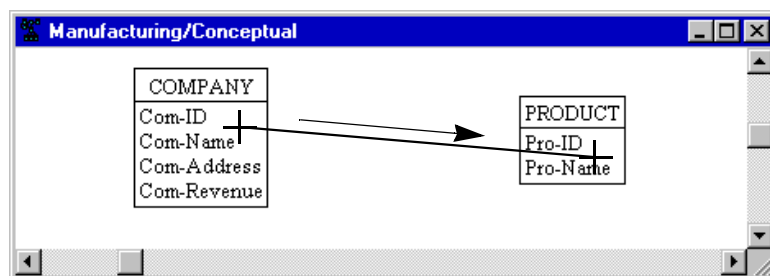 Manufacturing/Conceptual
COMPANY
Com-ID
Com-Name
Com-Address
Com-Revenue
PRODUCT
Pro-ID
Pro-Name